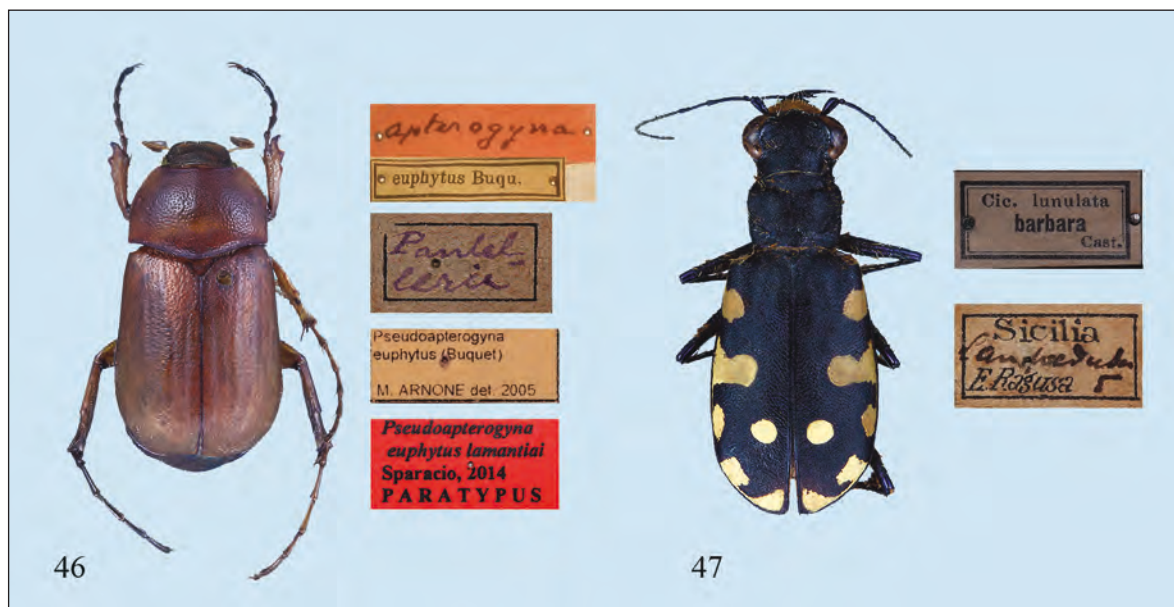 apterogyna
euphytus Buqu.
Pantel-
lerie
Pseudoapterogyna
euphytus (Buquet)
M. ARNONE det. 2005
Pseudoapterogyna
euphytus lamantiai
Sparacio, 2014
PARATYPUS
46
Cic. lunulata
barbara
Cast.
Sicilia
E. Ragusa
47